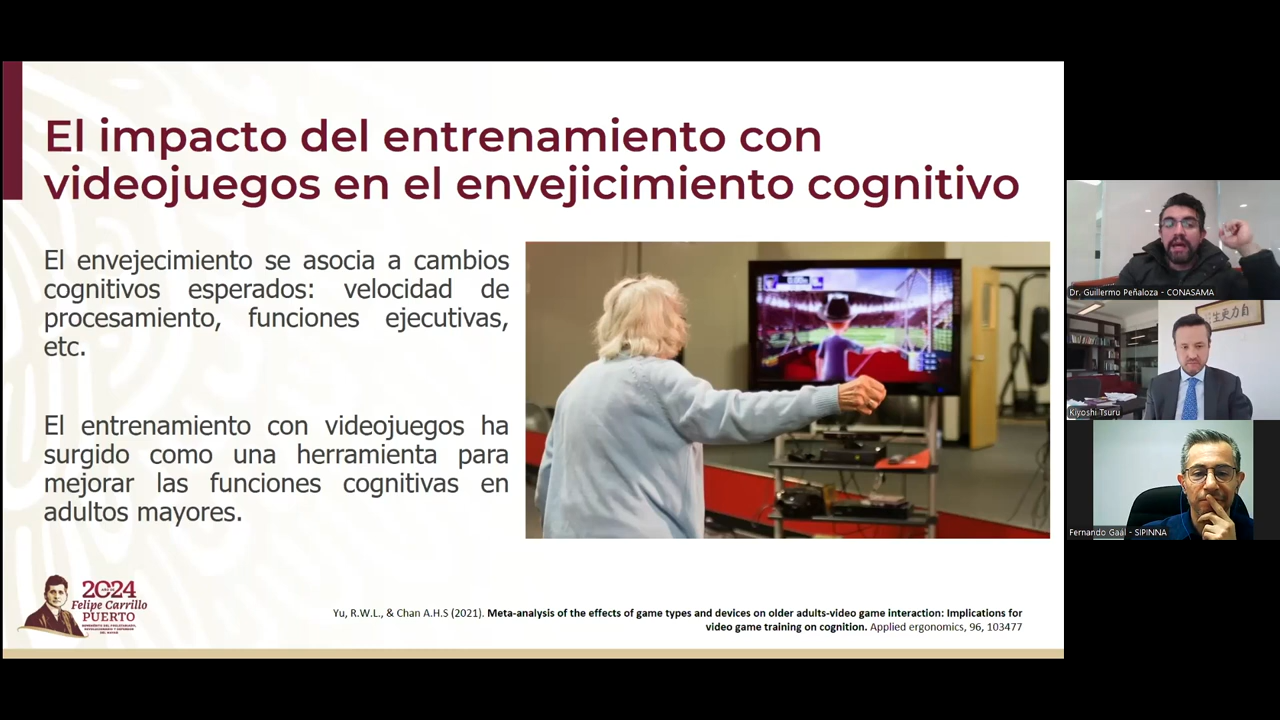 El impacto del entrenamiento con
videojuegos en el envejicimiento cognitivo
El envejecimiento se asocia a cambios
cognitivos esperados: velocidad de
procesamiento, funciones ejecutivas,
etc.
El entrenamiento con videojuegos ha
surgido como una herramienta para
mejorar las funciones cognitivas en
adultos mayores.
2024
Felipe Carrillo
PUERTO
Yu, R.W.L., & Chan A.H.S (2021). Meta-analysis of the effects of game types and devices on older adults-video game interaction: Implications for
video game training on cognition. Applied ergonomics, 96, 103477
Dr. Guillermo Peñaloza - CONASAMA
Kiyoshi Tsuru
Fernando Gaál - SIPINNA